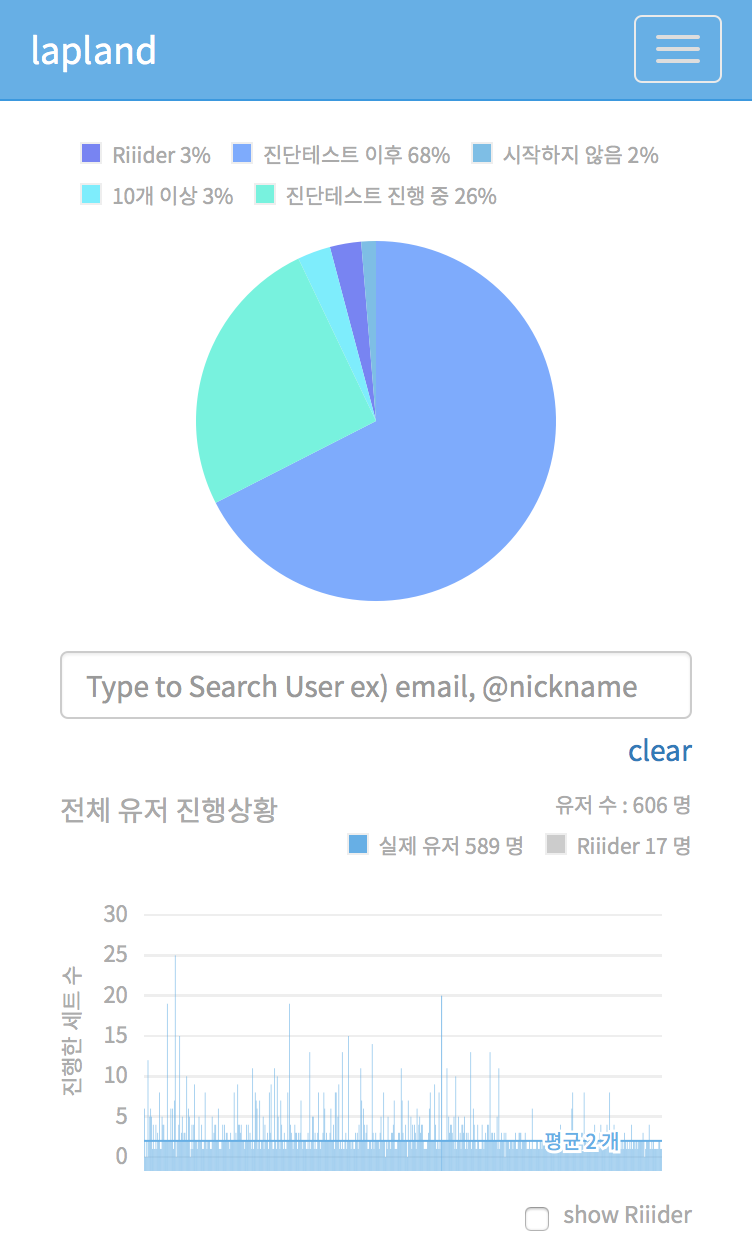 lapland
Riiider 3% 진단테스트 이후 68% 시작하지 않음 2%
10개 이상 3% 진단테스트 진행 중 26%
Type to Search User ex) email, @nickname
clear
전체 유저 진행상황 유저 수 : 606 명
실제 유저 589 명 Riiider 17 명
진행한 세트 수
30
25
20
15
10
5
0
평균 2 개
show Riiider